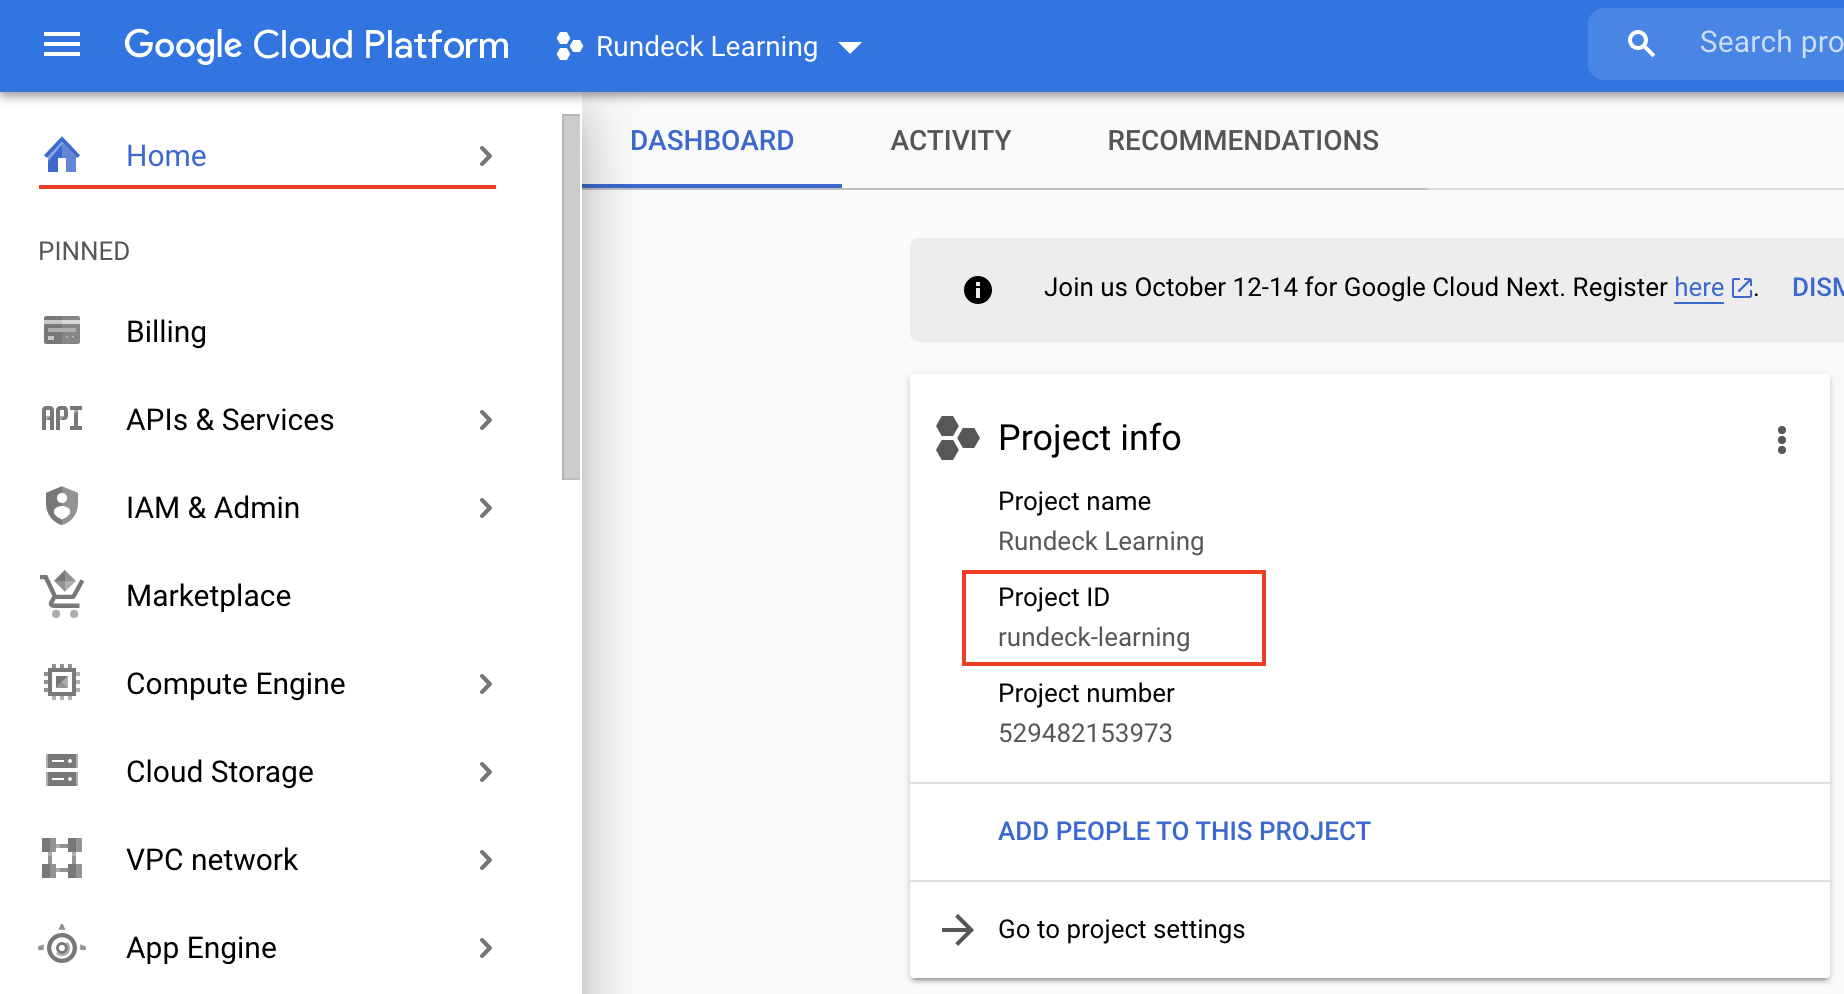 Google Cloud Platform
Rundeck Learning
Search pro
Home
PINNED
Billing
API
APIs & Services
IAM & Admin
Marketplace
Compute Engine
Cloud Storage
VPC network
App Engine
DASHBOARD
ACTIVITY
RECOMMENDATIONS
Join us October 12-14 for Google Cloud Next. Register here.
DISM
Project info
Project name
Rundeck Learning
Project ID
rundeck-learning
Project number
529482153973
ADD PEOPLE TO THIS PROJECT
Go to project settings